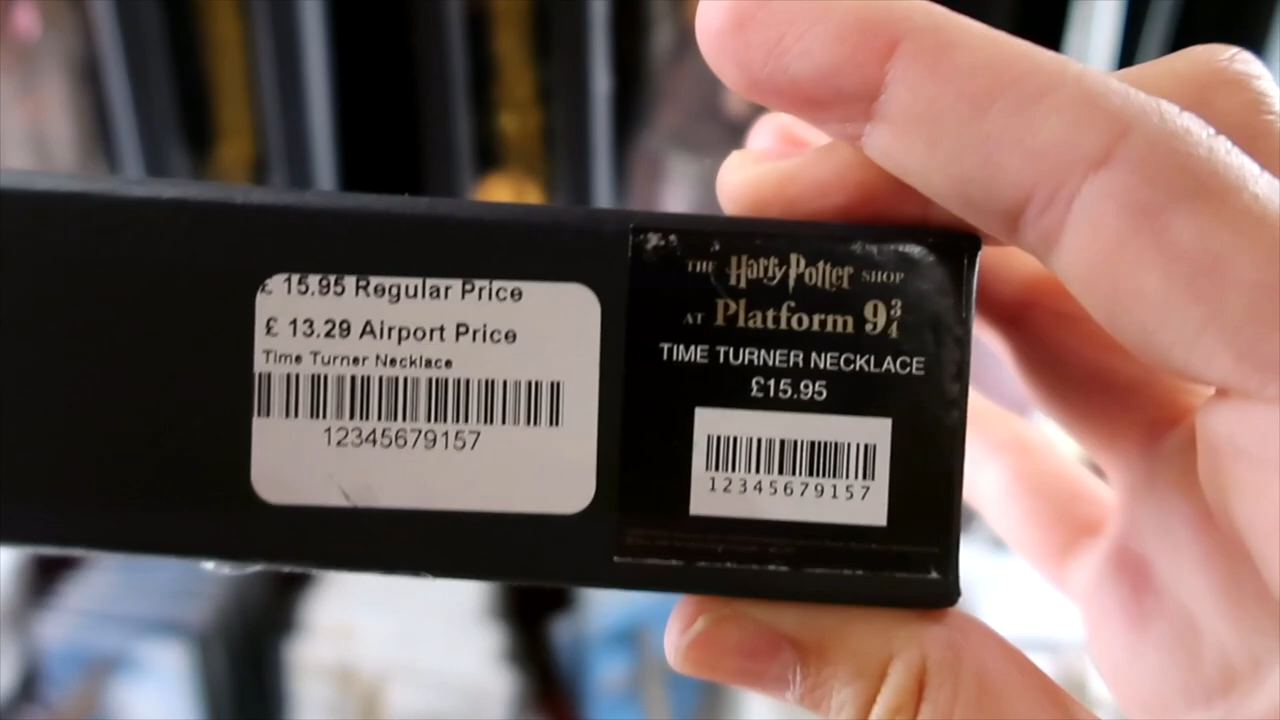 £ 15.95 Regular Price
£ 13.29 Airport Price
Time Turner Necklace
12345679157
THE Harry Potter SHOP
AT Platform 9¾
TIME TURNER NECKLACE
£15.95
12345679157